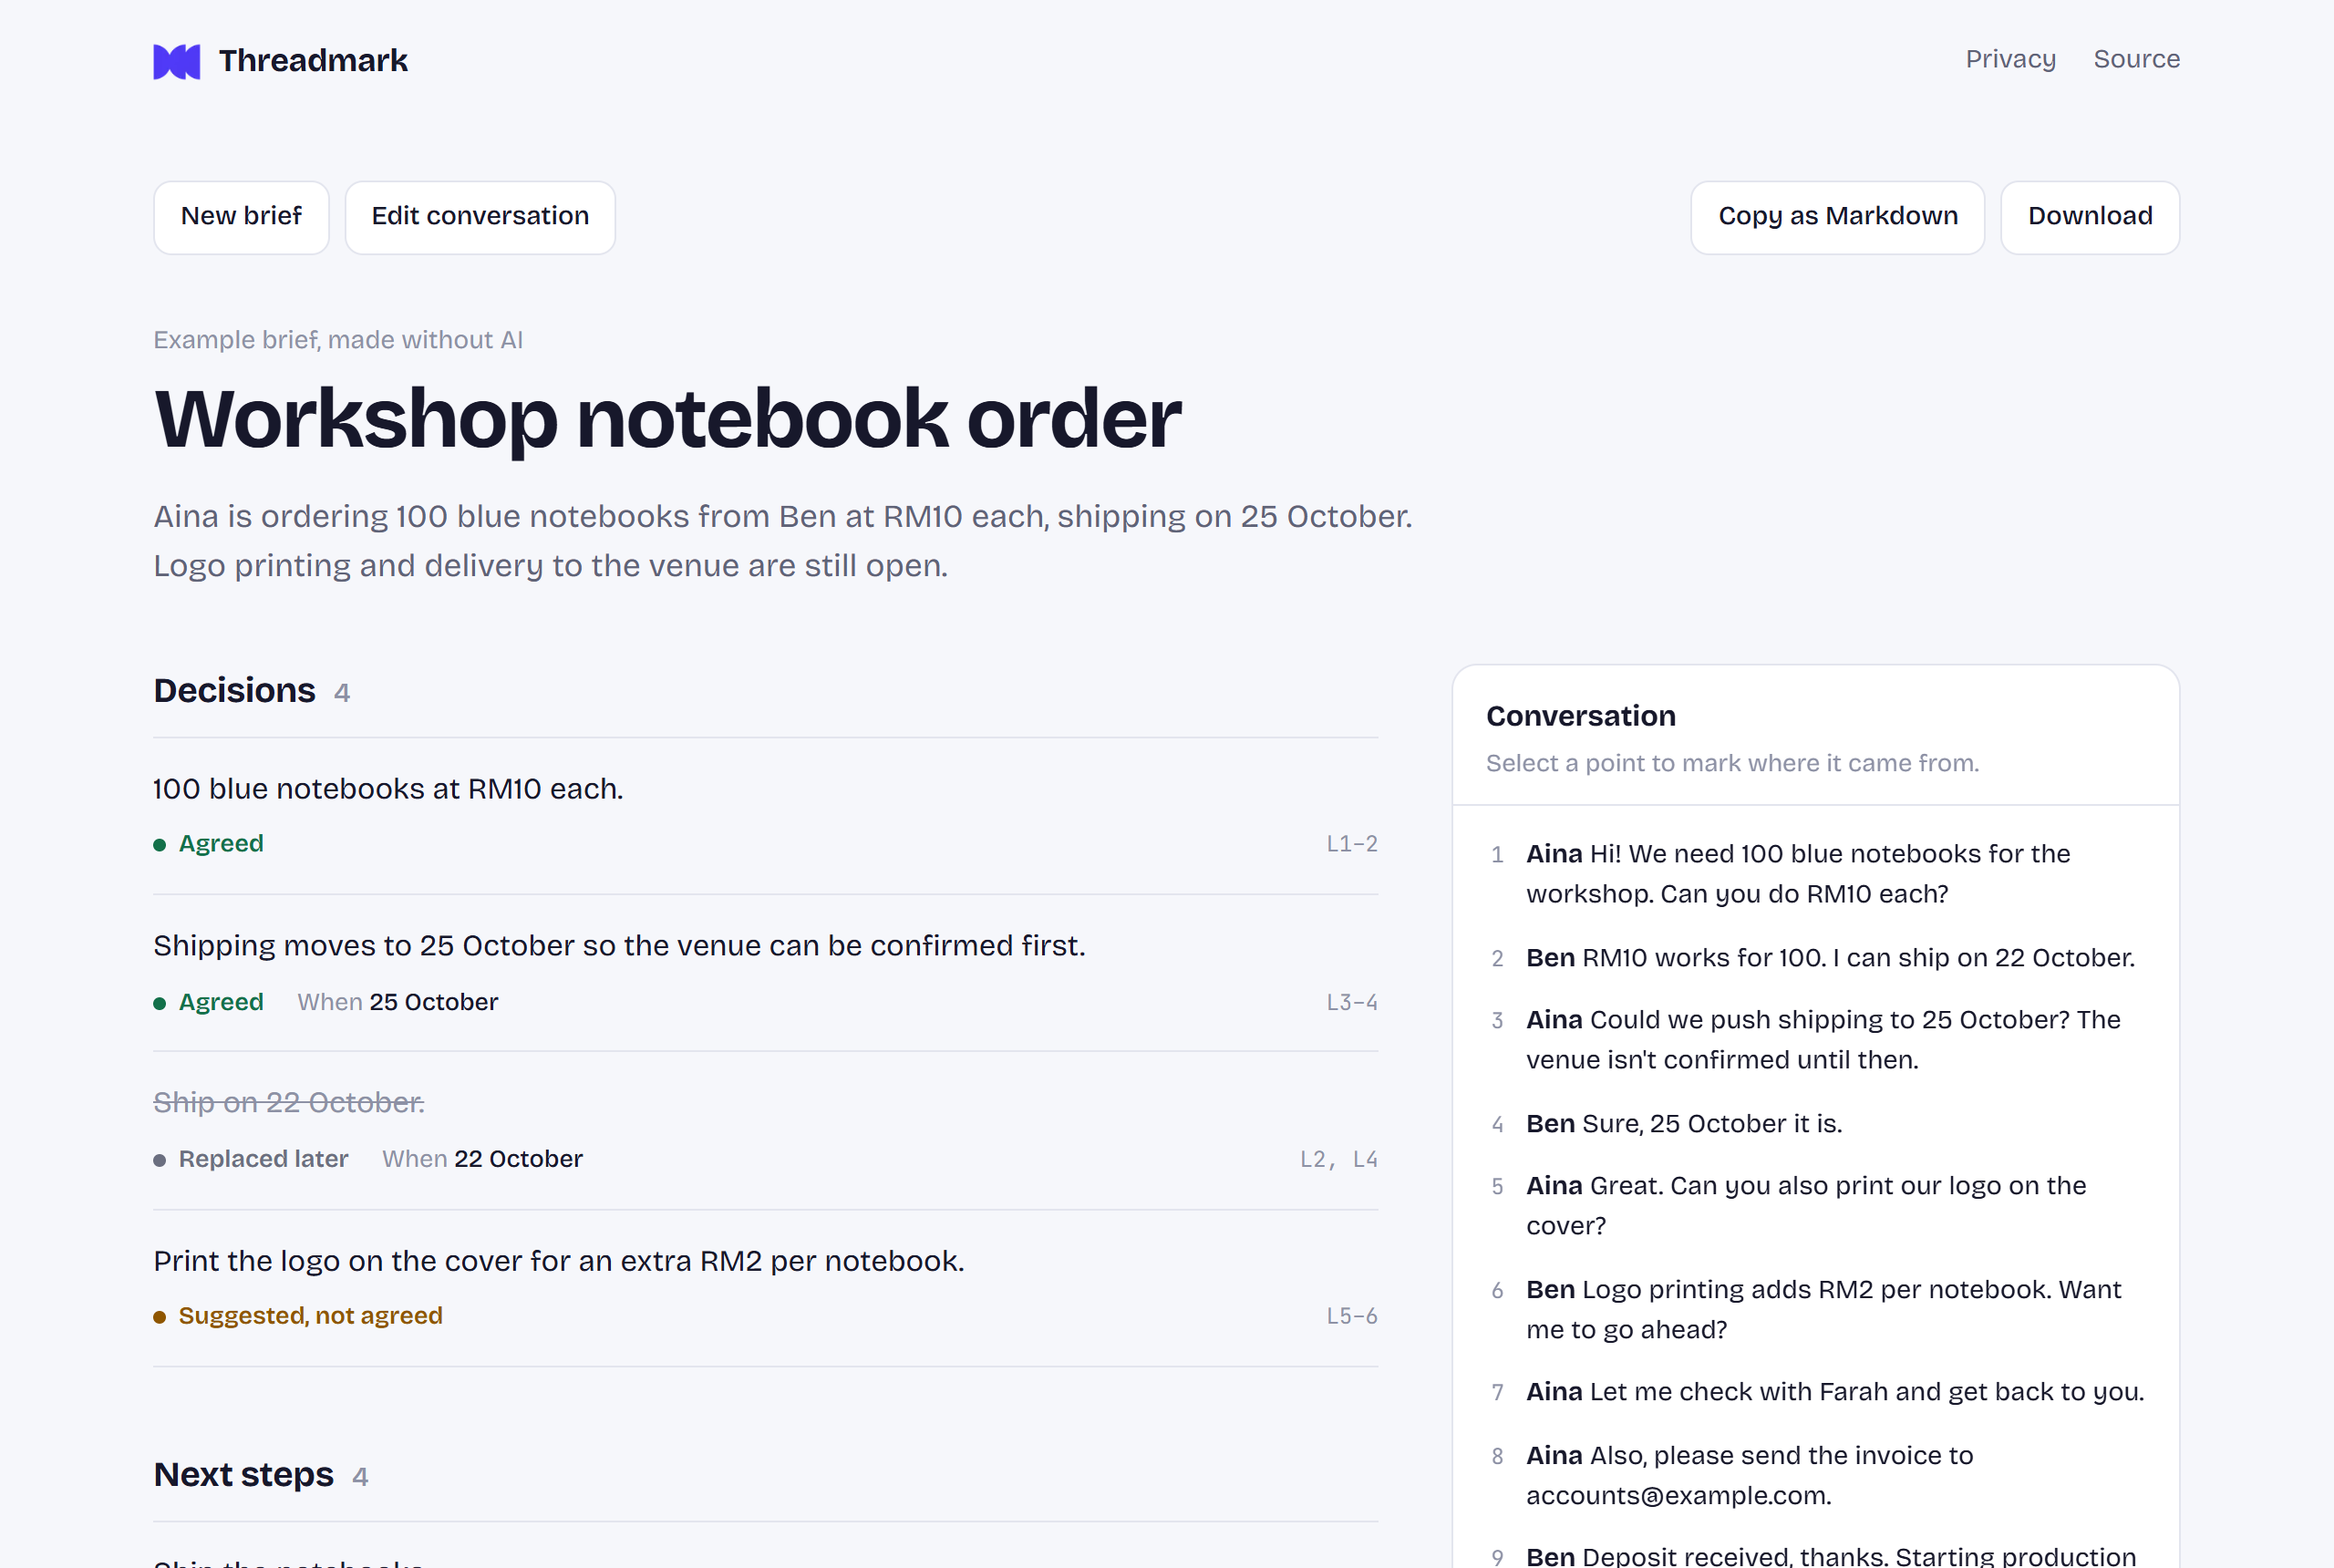 Threadmark
Privacy
Source
New brief
Edit conversation
Copy as Markdown
Download
Example brief, made without AI
Workshop notebook order
Aina is ordering 100 blue notebooks from Ben at RM10 each, shipping on 25 October.
Logo printing and delivery to the venue are still open.
Decisions 4
100 blue notebooks at RM10 each.
Agreed
L1–2
Shipping moves to 25 October so the venue can be confirmed first.
Agreed When 25 October
L3–4
Ship on 22 October.
Replaced later When 22 October
L2, L4
Print the logo on the cover for an extra RM2 per notebook.
Suggested, not agreed
L5–6
Next steps 4
Ship the notebooks
Conversation
Select a point to mark where it came from.
1 Aina Hi! We need 100 blue notebooks for the
workshop. Can you do RM10 each?
2 Ben RM10 works for 100. I can ship on 22 October.
3 Aina Could we push shipping to 25 October? The
venue isn't confirmed until then.
4 Ben Sure, 25 October it is.
5 Aina Great. Can you also print our logo on the
cover?
6 Ben Logo printing adds RM2 per notebook. Want
me to go ahead?
7 Aina Let me check with Farah and get back to you.
8 Aina Also, please send the invoice to
accounts@example.com.
9 Ben Deposit received, thanks. Starting production